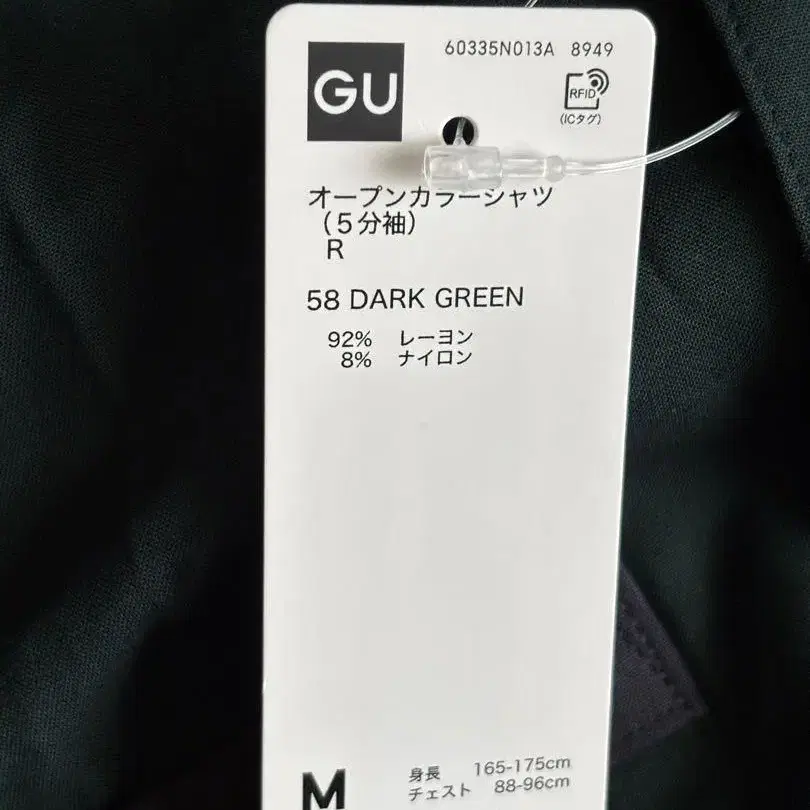 60335N013A 8949
GU
RFID
(ICタグ)
オープンカラーシャツ
(5分袖)
R
58 DARK GREEN
92% レーヨン
8% ナイロン
M
身長 165-175cm
チェスト 88-96cm